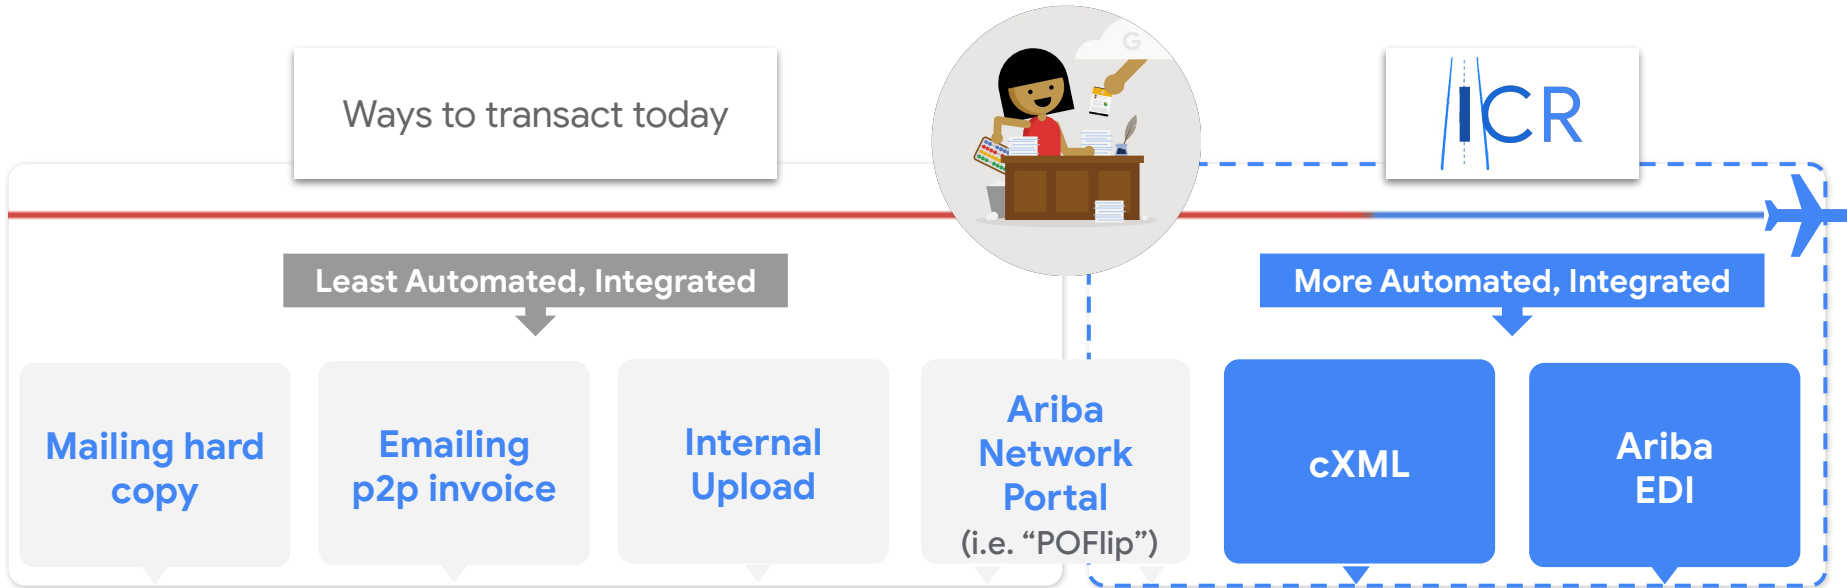 Ways to transact today
G
ICR
Least Automated, Integrated
More Automated, Integrated
Mailing hard
copy
Emailing
p2p invoice
Internal
Upload
Ariba
Network
Portal
(i.e. “POFlip”)
cXML
Ariba
EDI